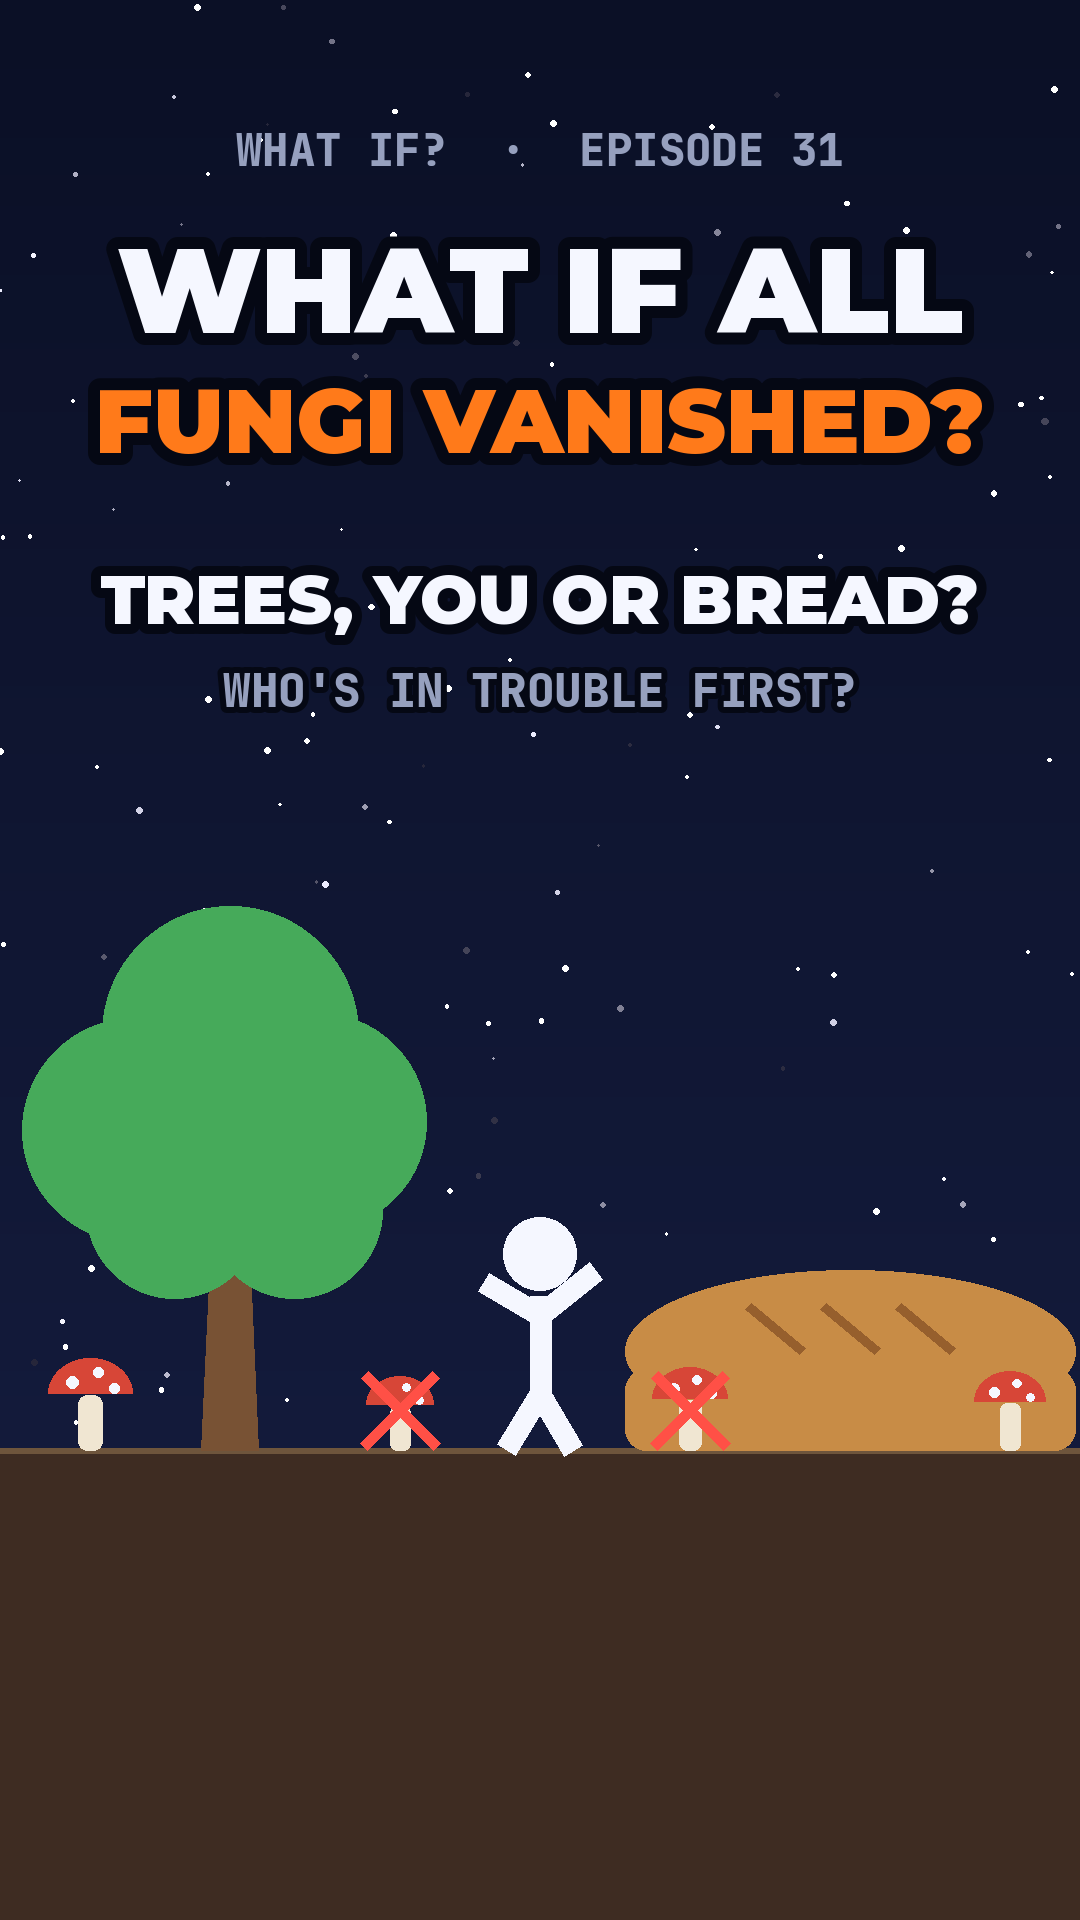 WHAT IF? • EPISODE 31
WHAT IF ALL
FUNGI VANISHED?
TREES, YOU OR BREAD?
WHO'S IN TROUBLE FIRST?